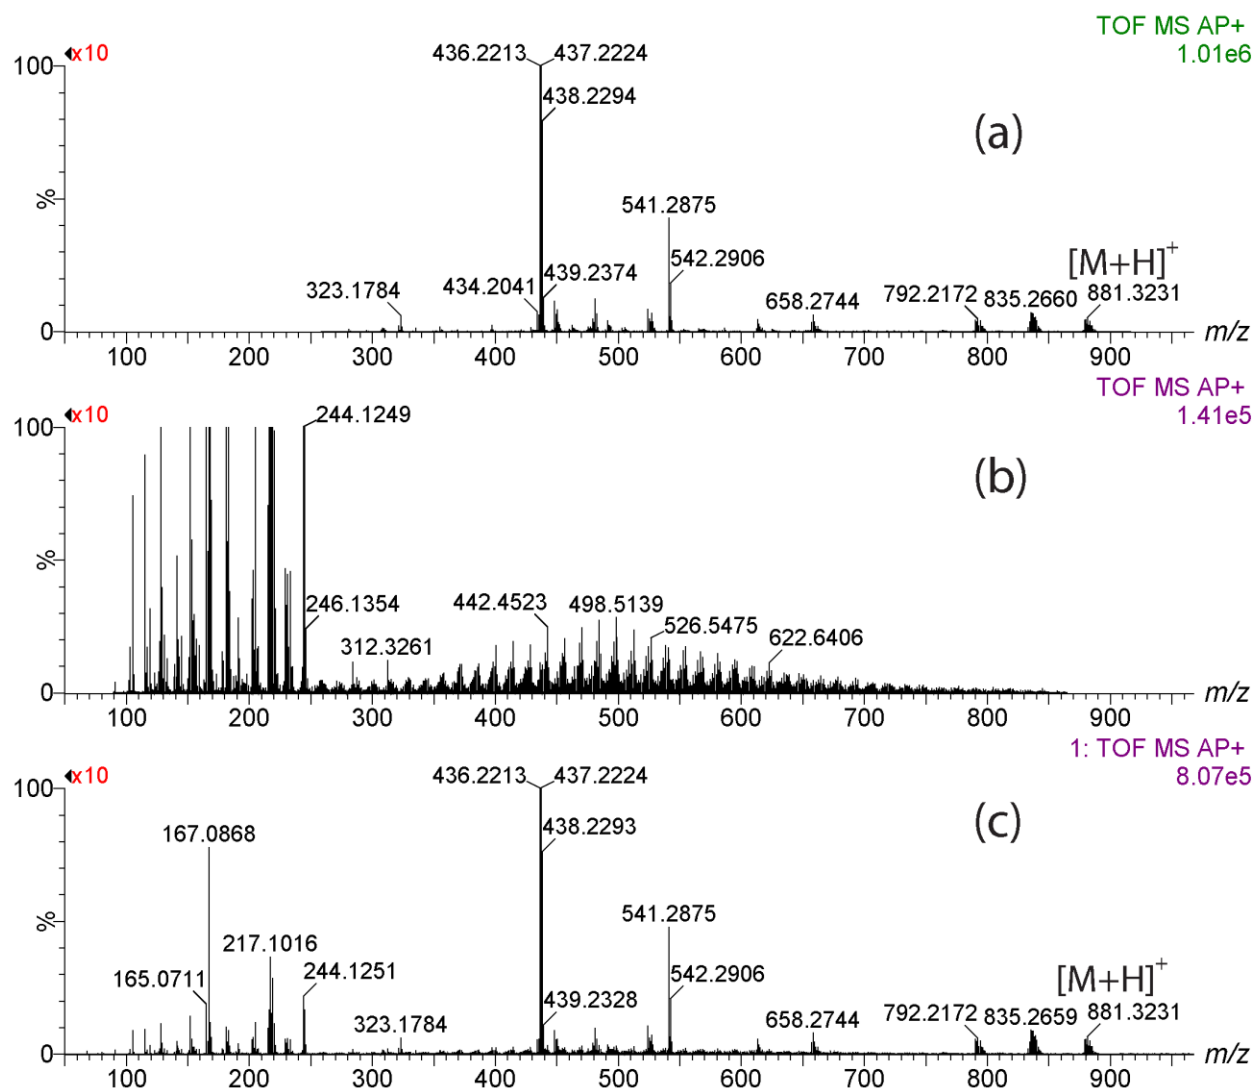 TOF MS AP+
1.01e6
x10
436.2213 437.2224
100
438.2294
(a)
%
541.2875
542.2906
[M+H]+
439.2374
434.2041
323.1784
658.2744
792.2172 835.2660 881.3231
0
100 200 300 400 500 600 700 800 900 m/z
TOF MS AP+
1.41e5
x10
100
244.1249
(b)
%
246.1354
312.3261
442.4523
498.5139
526.5475
622.6406
0
100 200 300 400 500 600 700 800 900 m/z
1: TOF MS AP+
8.07e5
x10
436.2213 437.2224
100
438.2293
(c)
167.0868
%
541.2875
217.1016
165.0711
244.1251
542.2906
[M+H]+
439.2328
323.1784
658.2744
792.2172 835.2659 881.3231
0
100 200 300 400 500 600 700 800 900 m/z